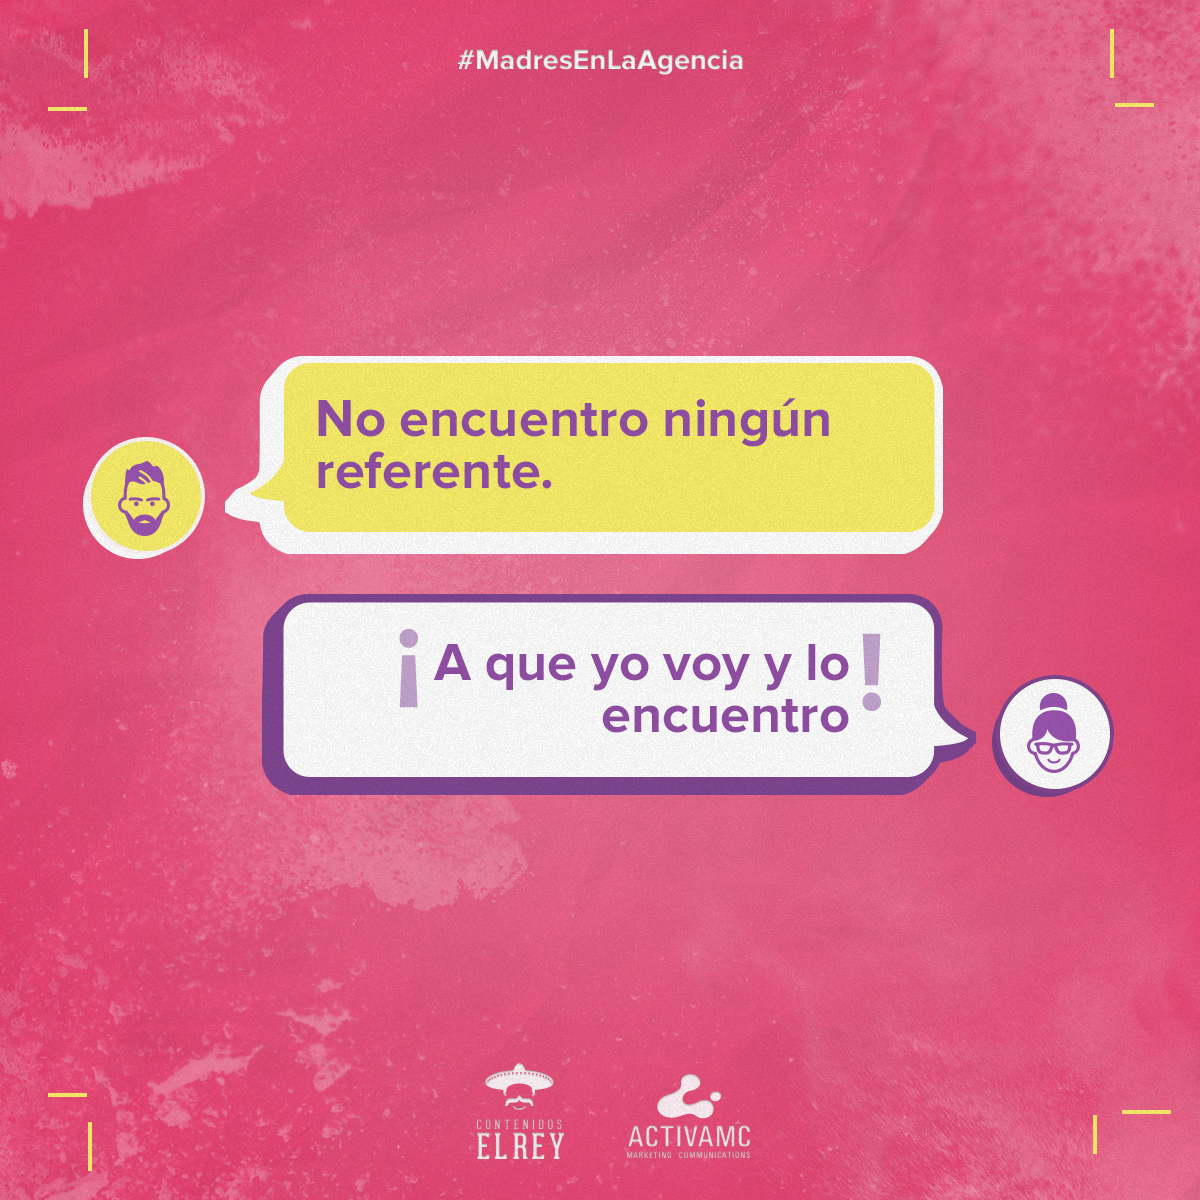 #MadresEnLaAgencia
No encuentro ningún
referente.
¡A que yo voy y lo!
encuentro
CONTENIDOS
EL REY
ACTIVAMC
MARKETING COMMUNICATIONS